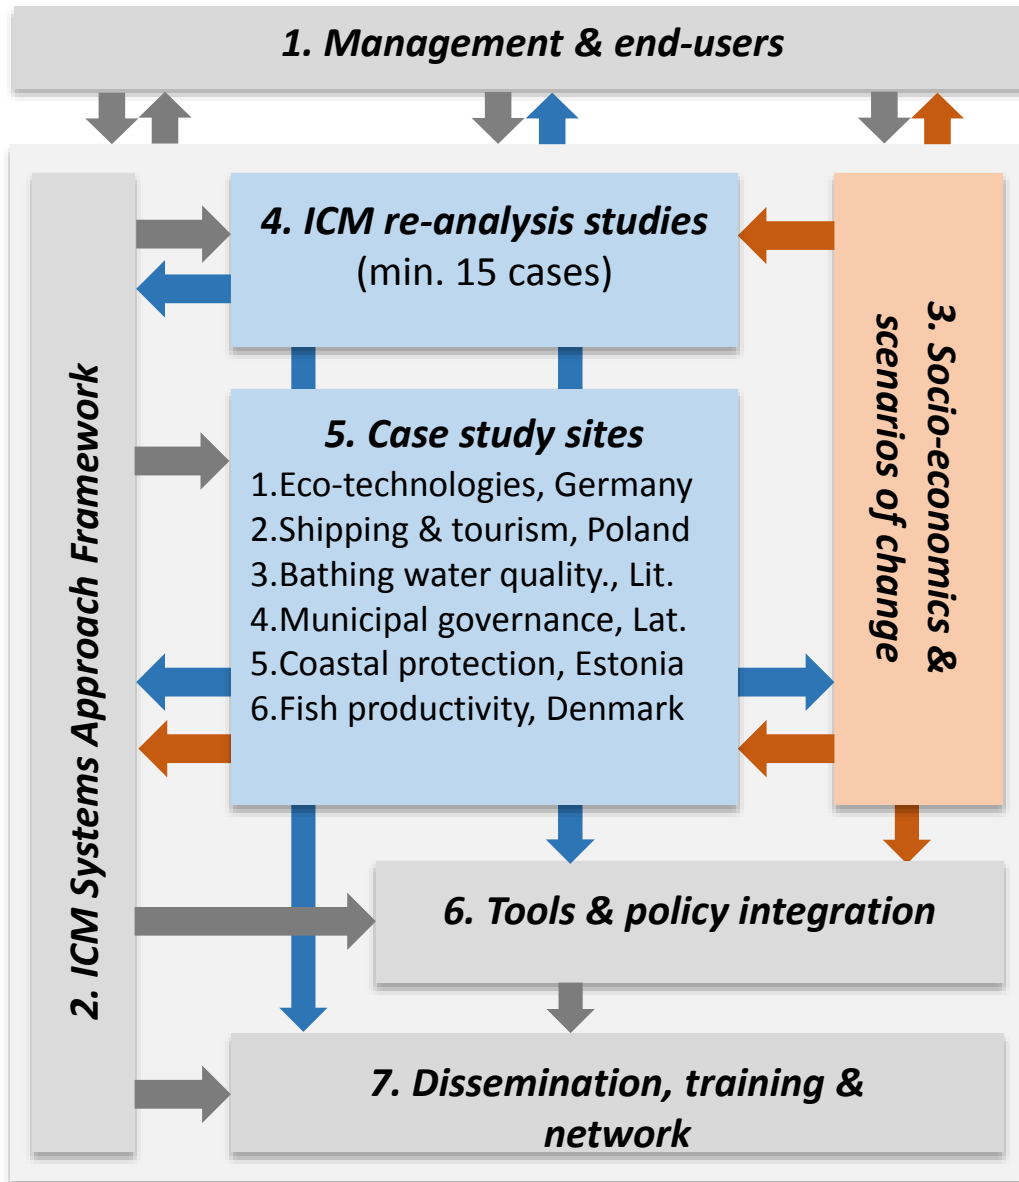 1. Management & end-users
2. ICM Systems Approach Framework
4. ICM re-analysis studies
(min. 15 cases)
3. Socio-economics &
scenarios of change
5. Case study sites
1.Eco-technologies, Germany
2.Shipping & tourism, Poland
3.Bathing water quality., Lit.
4.Municipal governance, Lat.
5.Coastal protection, Estonia
6.Fish productivity, Denmark
6. Tools & policy integration
7. Dissemination, training &
network